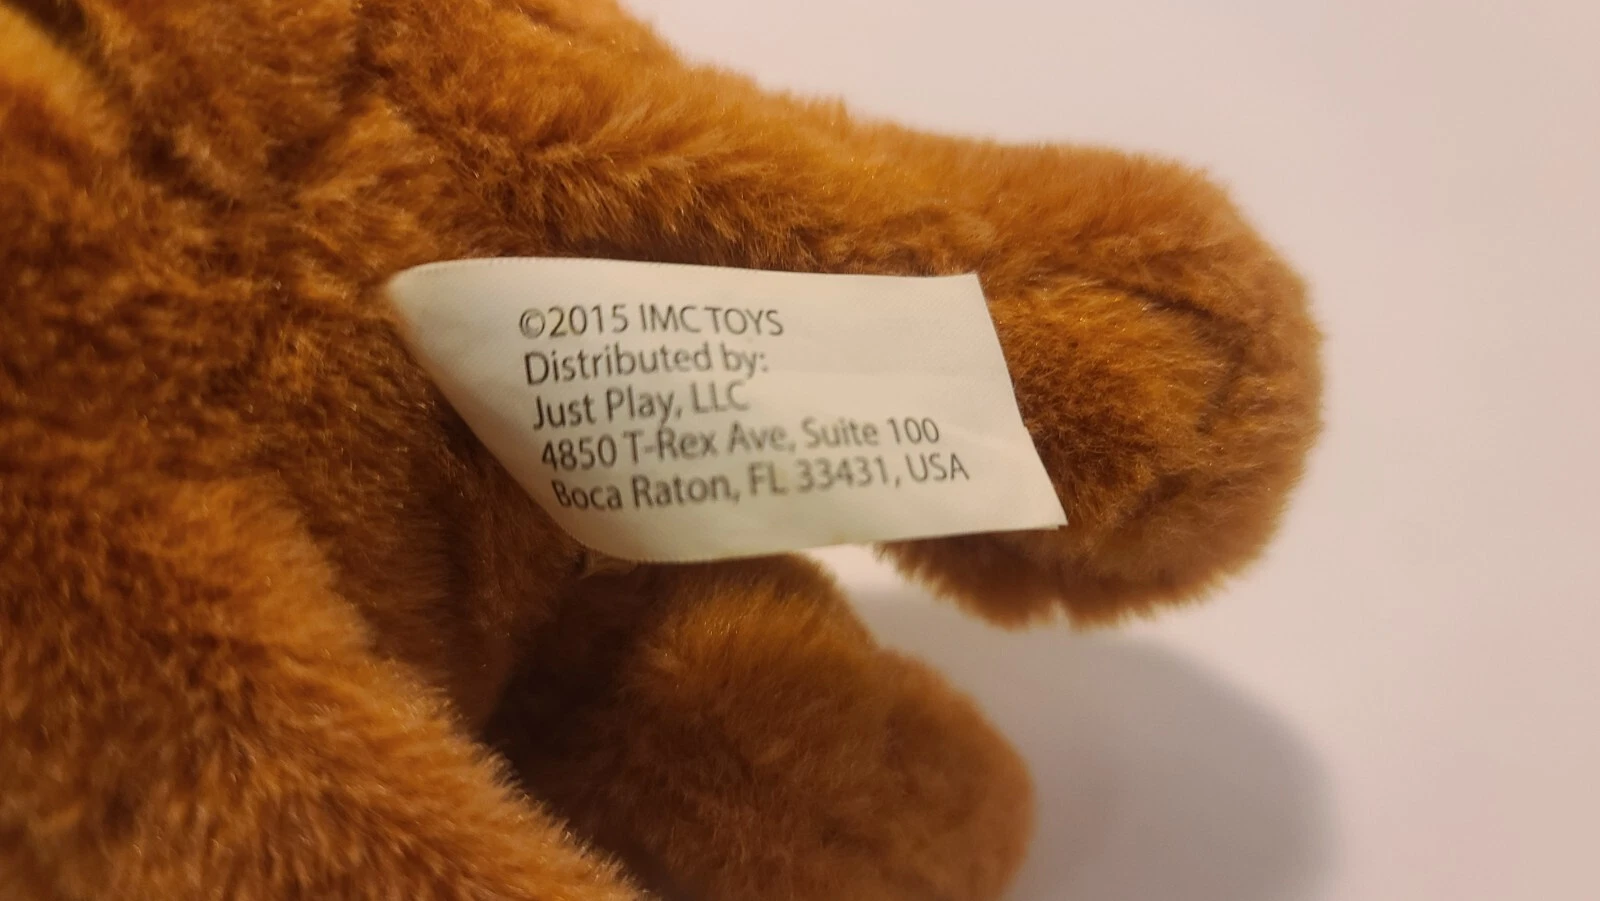 ©2015 IMC TOYS
Distributed by:
Just Play, LLC
4850 T-Rex Ave, Suite 100
Boca Raton, FL 33431, USA